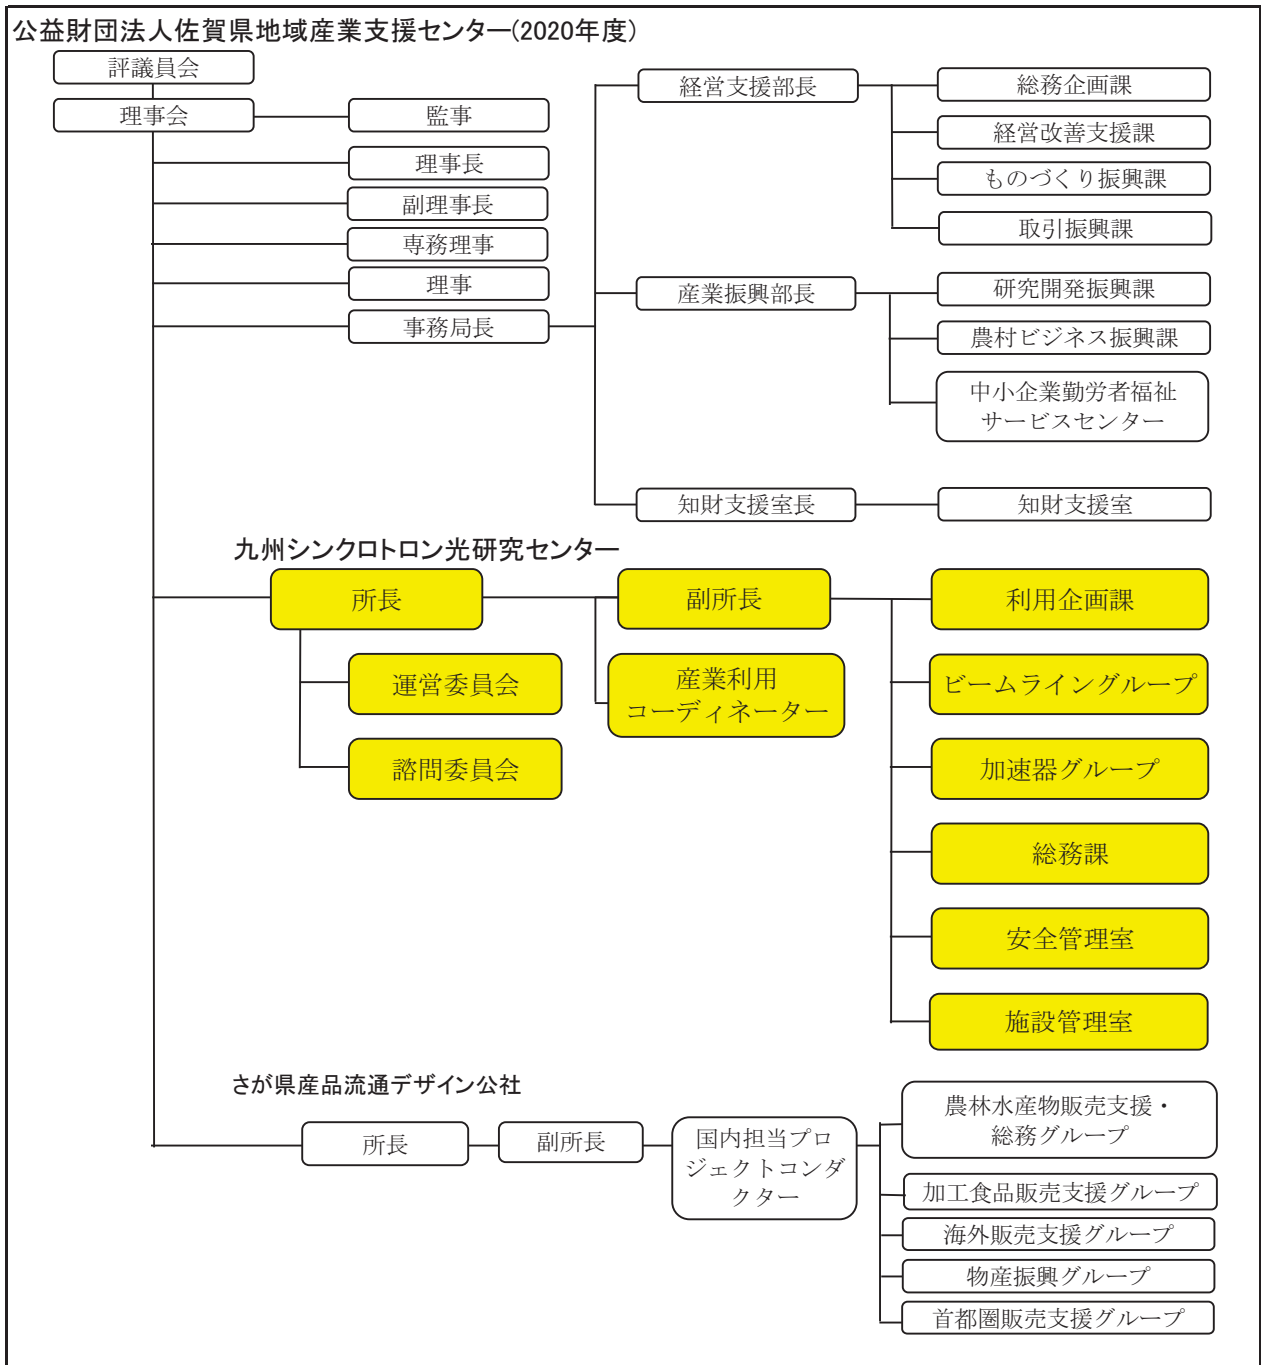 公益財団法人佐賀県地域産業支援センター(2020年度)
評議員会
理事会
監事
理事長
副理事長
専務理事
理事
事務局長
経営支援部長
総務企画課
経営改善支援課
ものづくり振興課
取引振興課
産業振興部長
研究開発振興課
農村ビジネス振興課
中小企業勤労者福祉
サービスセンター
知財支援室長
知財支援室
九州シンクロトロン光研究センター
所長
運営委員会
諮問委員会
副所長
産業利用
コーディネーター
利用企画課
ビームライングループ
加速器グループ
総務課
安全管理室
施設管理室
さが県産品流通デザイン公社
所長
副所長
国内担当プロ
ジェクトコンダ
クター
農林水産物販売支援・
総務グループ
加工食品販売支援グループ
海外販売支援グループ
物産振興グループ
首都圏販売支援グループ